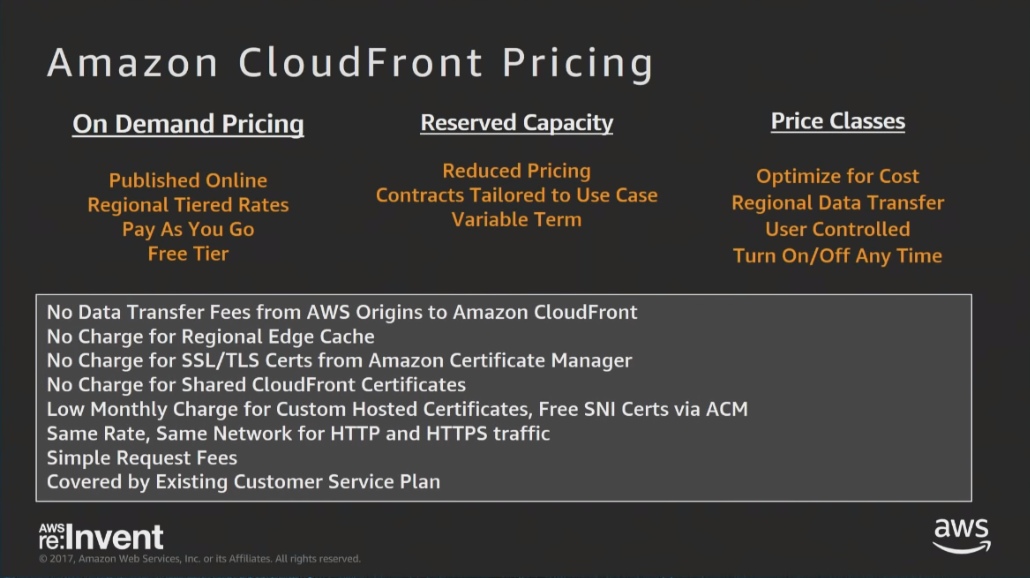 Amazon CloudFront Pricing
On Demand Pricing
Published Online
Regional Tiered Rates
Pay As You Go
Free Tier
Reserved Capacity
Reduced Pricing
Contracts Tailored to Use Case
Variable Term
Price Classes
Optimize for Cost
Regional Data Transfer
User Controlled
Turn On/Off Any Time
No Data Transfer Fees from AWS Origins to Amazon CloudFront
No Charge for Regional Edge Cache
No Charge for SSL/TLS Certs from Amazon Certificate Manager
No Charge for Shared CloudFront Certificates
Low Monthly Charge for Custom Hosted Certificates, Free SNI Certs via ACM
Same Rate, Same Network for HTTP and HTTPS traffic
Simple Request Fees
Covered by Existing Customer Service Plan
AWS
re:Invent
© 2017, Amazon Web Services, Inc. or its Affiliates. All rights reserved.
aws